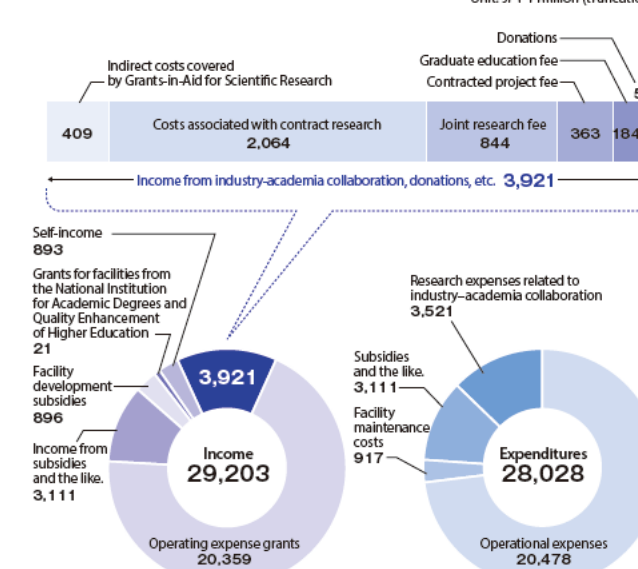 Donations
Graduate education fee
Contracted project fee
Indirect costs covered
by Grants-in-Aid for Scientific Research
409
Costs associated with contract research
2,064
Joint research fee
844
363
184
Income from industry-academia collaboration, donations, etc. 3,921
Self-income
893
Grants for facilities from
the National Institution
for Academic Degrees and
Quality Enhancement
of Higher Education
21
Facility
development
subsidies
896
Income from
subsidies
and the like.
3,111
3,921
Income
29,203
Operating expense grants
20,359
Research expenses related to
industry–academia collaboration
3,521
Subsidies
and the like.
3,111
Facility
maintenance
costs
917
Expenditures
28,028
Operational expenses
20,478